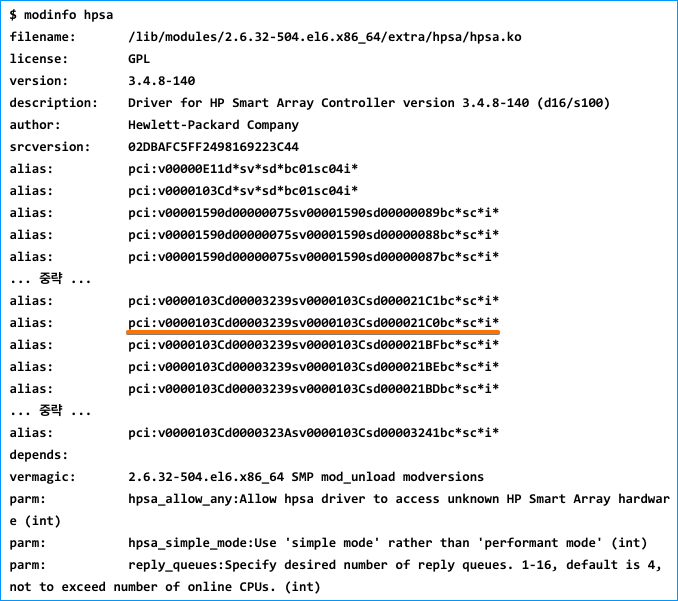 $ modinfo hpsa
filename:       /lib/modules/2.6.32-504.el6.x86_64/extra/hpsa/hpsa.ko
license:        GPL
version:        3.4.8-140
description:    Driver for HP Smart Array Controller version 3.4.8-140 (d16/s100)
author:         Hewlett-Packard Company
srcversion:     02DBAFC5FF2498169223C44
alias:          pci:v00000E11d*sv*sd*bc01sc04i*
alias:          pci:v0000103Cd*sv*sd*bc01sc04i*
alias:          pci:v00001590d00000075sv00001590sd00000089bc*sc*i*
alias:          pci:v00001590d00000075sv00001590sd00000088bc*sc*i*
alias:          pci:v00001590d00000075sv00001590sd00000087bc*sc*i*
... 중략 ...
alias:          pci:v0000103Cd00003239sv0000103Csd000021C1bc*sc*i*
alias:          pci:v0000103Cd00003239sv0000103Csd000021C0bc*sc*i*
alias:          pci:v0000103Cd00003239sv0000103Csd000021BFbc*sc*i*
alias:          pci:v0000103Cd00003239sv0000103Csd000021BEbc*sc*i*
alias:          pci:v0000103Cd00003239sv0000103Csd000021BDbc*sc*i*
... 중략 ...
alias:          pci:v0000103Cd0000323Asv0000103Csd00003241bc*sc*i*
depends:
vermagic:       2.6.32-504.el6.x86_64 SMP mod_unload modversions
parm:           hpsa_allow_any:Allow hpsa driver to access unknown HP Smart Array hardwar
e (int)
parm:           hpsa_simple_mode:Use 'simple mode' rather than 'performant mode' (int)
parm:           reply_queues:Specify desired number of reply queues. 1-16, default is 4,
not to exceed number of online CPUs. (int)